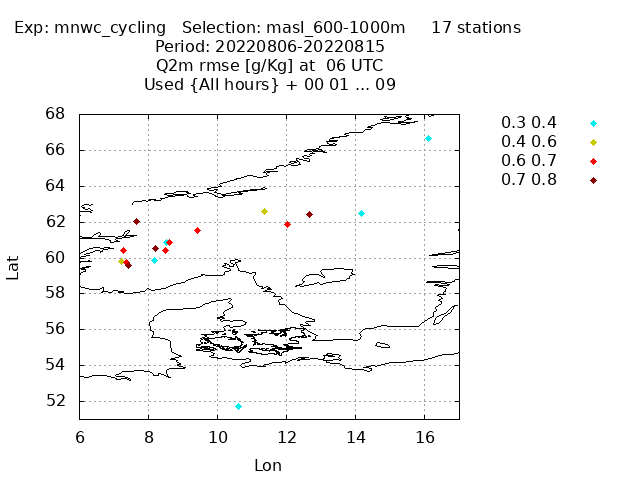 Exp: mnwc_cycling   Selection: masl_600-1000m     17 stations
Period: 20220806-20220815
Q2m rmse [g/Kg] at  06 UTC
Used {All hours} + 00 01 ... 09
68
66
64
62
60
58
56
54
52
Lat
6 8 10 12 14 16
Lon
0.3 0.4
0.4 0.6
0.6 0.7
0.7 0.8